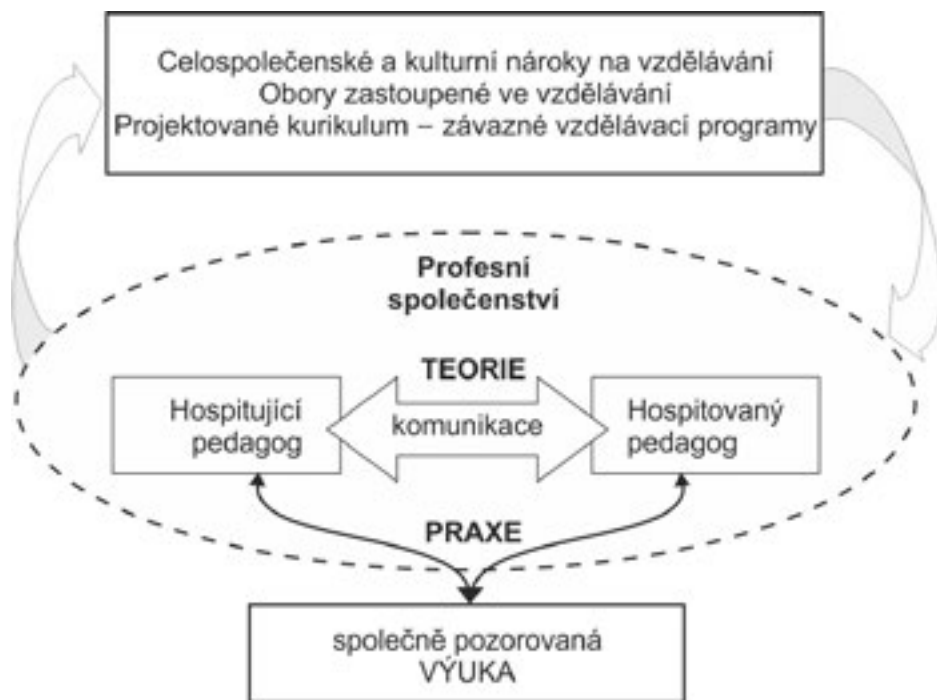 Celospolečenské a kulturní nároky na vzdělávání
Obory zastoupené ve vzdělávání
Projektované kurikulum – závazné vzdělávací programy
Profesní
společenství
TEORIE
Hospitující
pedagog
komunikace
Hospitovaný
pedagog
PRAXE
společně pozorovaná
VÝUKA